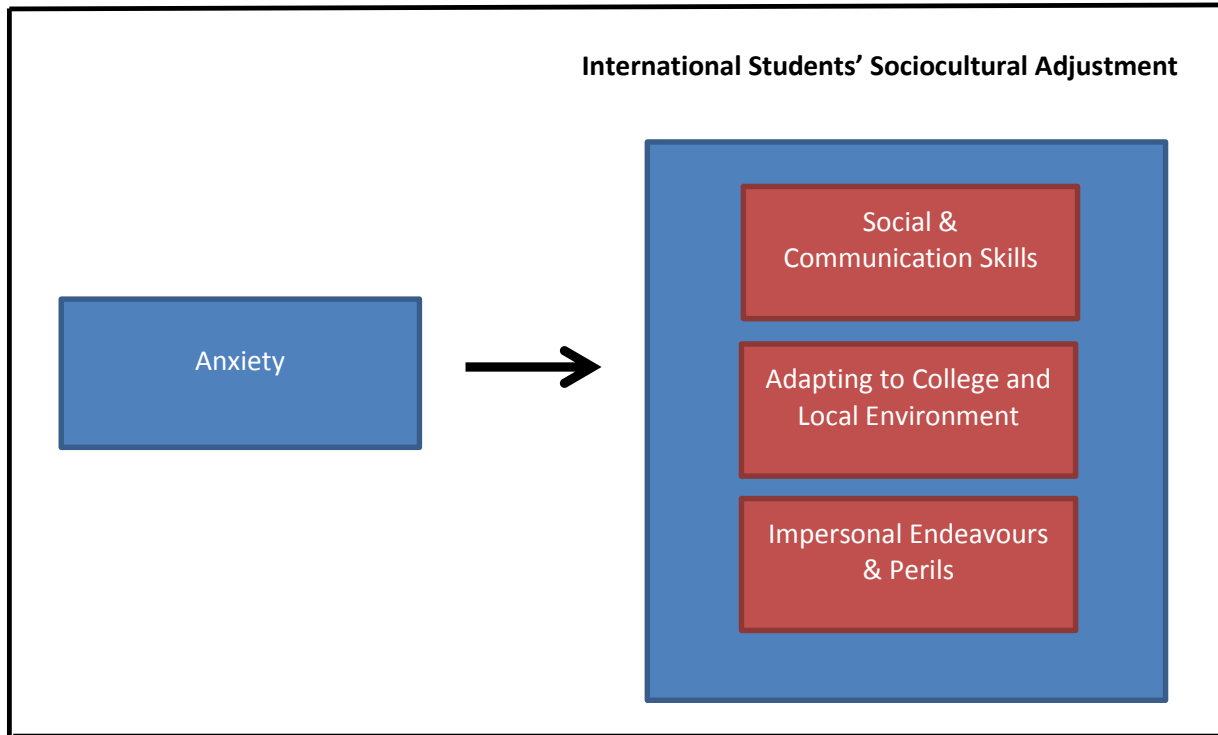 International Students’ Sociocultural Adjustment
Anxiety
Social &
Communication Skills
Adapting to College and
Local Environment
Impersonal Endeavours
& Perils